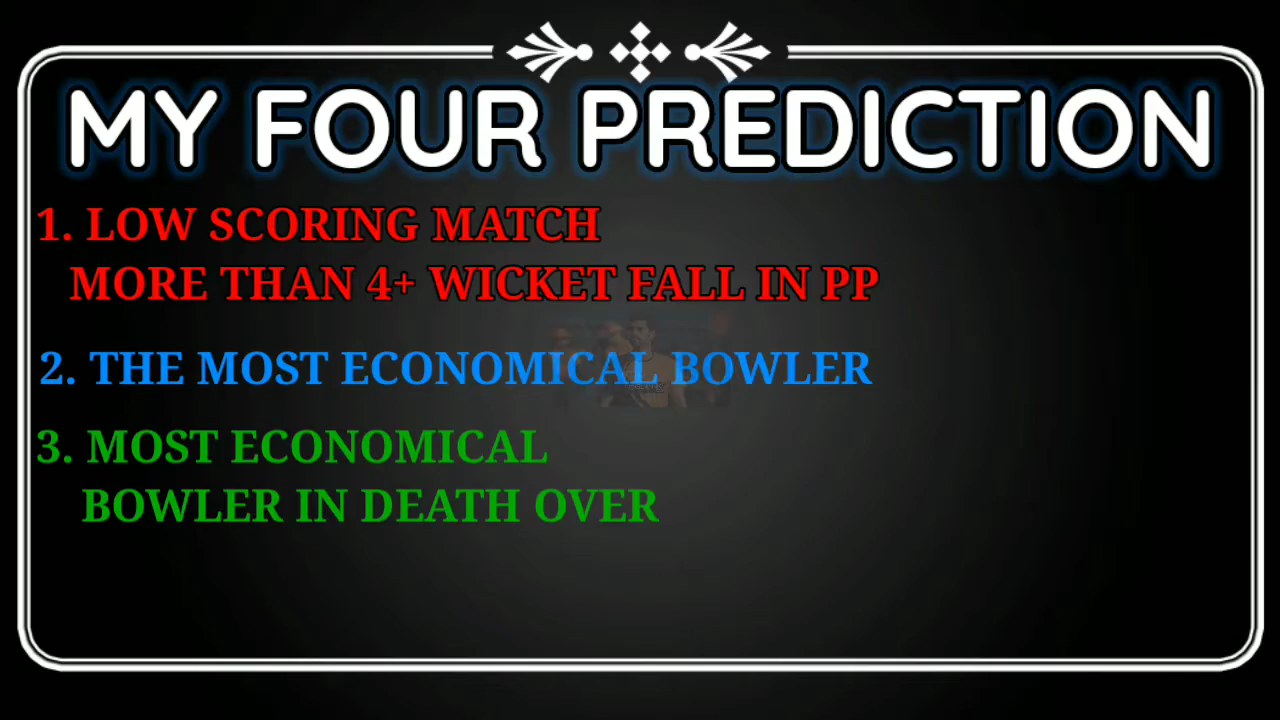 MY FOUR PREDICTION
1. LOW SCORING MATCH
MORE THAN 4+ WICKET FALL IN PP
2. THE MOST ECONOMICAL BOWLER
3. MOST ECONOMICAL
BOWLER IN DEATH OVER